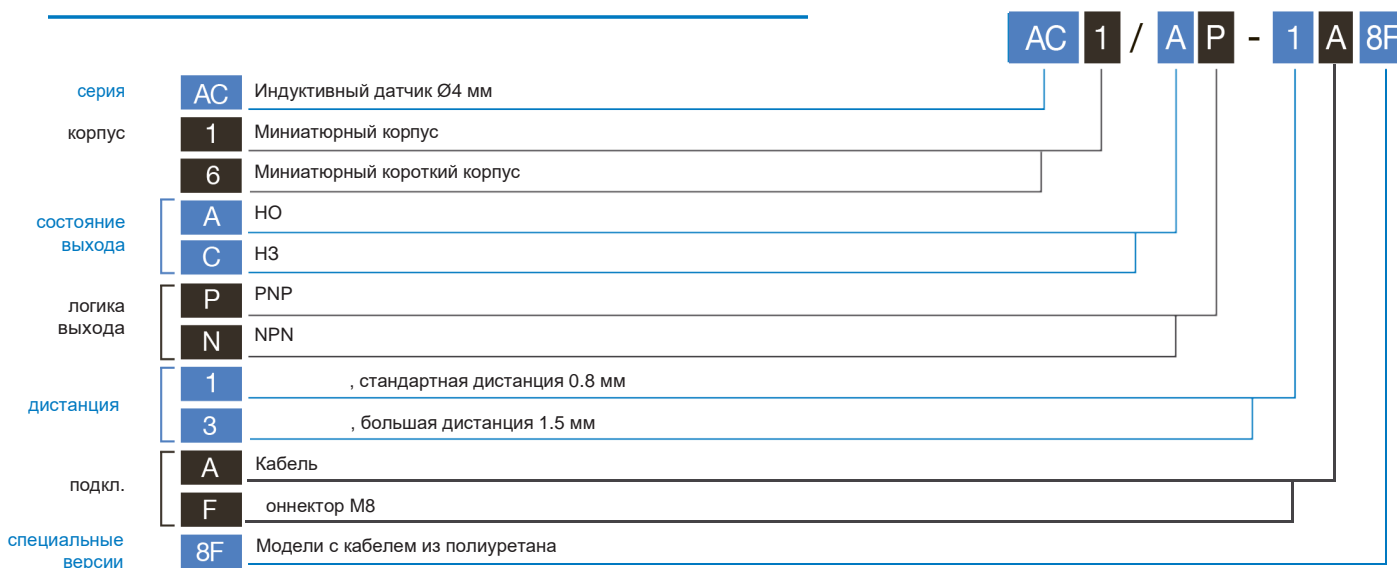 AC 1 / A P - 1 A 8F
серия AC Индуктивный датчик Ø4 мм
корпус 1 Миниатюрный корпус
6 Миниатюрный короткий корпус
состояние
выхода
A НО
C НЗ
логика
выхода
P PNP
N NPN
дистанция
1 , стандартная дистанция 0.8 мм
3 , большая дистанция 1.5 мм
подкл.
A Кабель
F оннектор M8
специальные
версии
8F Модели с кабелем из полиуретана